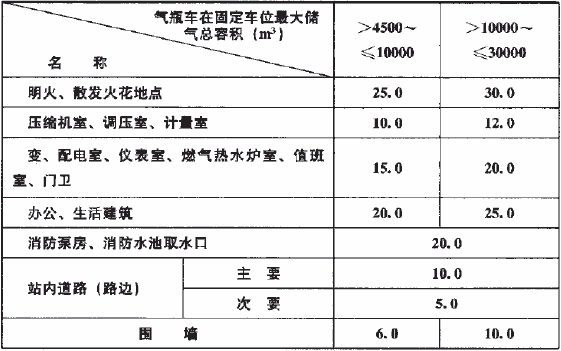 气瓶车在固定车位最大储
气总容积（m³）
名　称
>4500～
≤10000
>10000～
≤30000
明火、散发火花地点 25.0 30.0
压缩机室、调压室、计量室 10.0 12.0
变、配电室、仪表室、燃气热水炉室、值班
室、门卫
15.0 20.0
办公、生活建筑 20.0 25.0
消防泵房、消防水池取水口 20.0
站内道路（路边）
主　要 10.0
次　要 5.0
围　墙 6.0 10.0